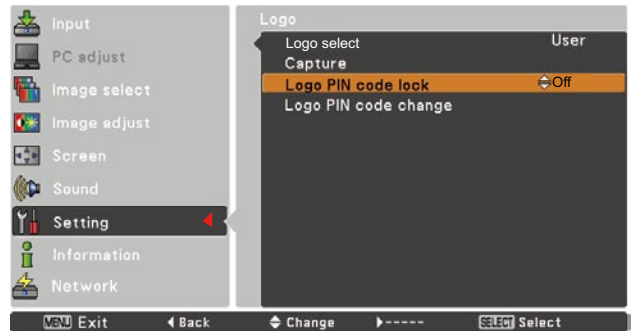 Input
PC adjust
Image select
Image adjust
Screen
Sound
Setting
Information
Network
Logo
Logo select User
Capture
Logo PIN code lock Off
Logo PIN code change
MENU Exit Back Change ----- SELECT Select